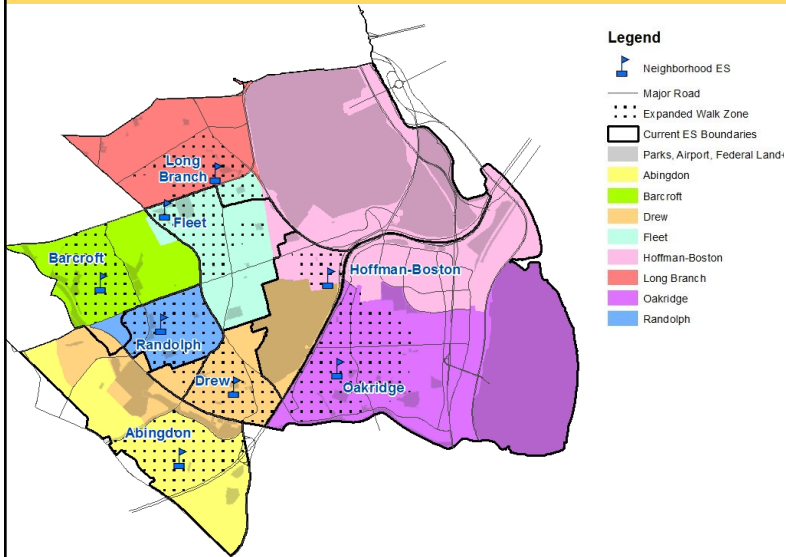 Legend
Neighborhood ES
Major Road
Expanded Walk Zone
Current ES Boundaries
Parks, Airport, Federal Land
Abingdon
Barcroft
Drew
Fleet
Hoffman-Boston
Long Branch
Oakridge
Randolph
Long
Branch
Fleet
Barcroft
Hoffman-Boston
Randolph
Drew
Oakridge
Abingdon